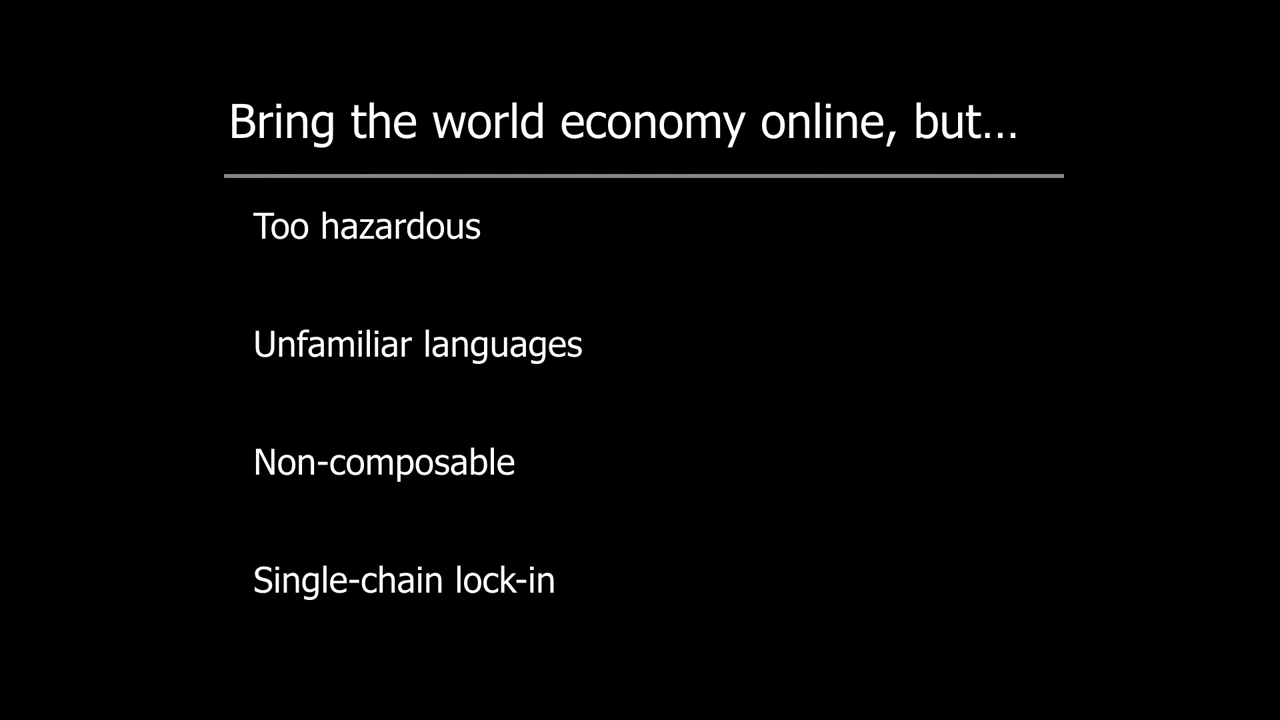 Bring the world economy online, but…
Too hazardous
Unfamiliar languages
Non-composable
Single-chain lock-in